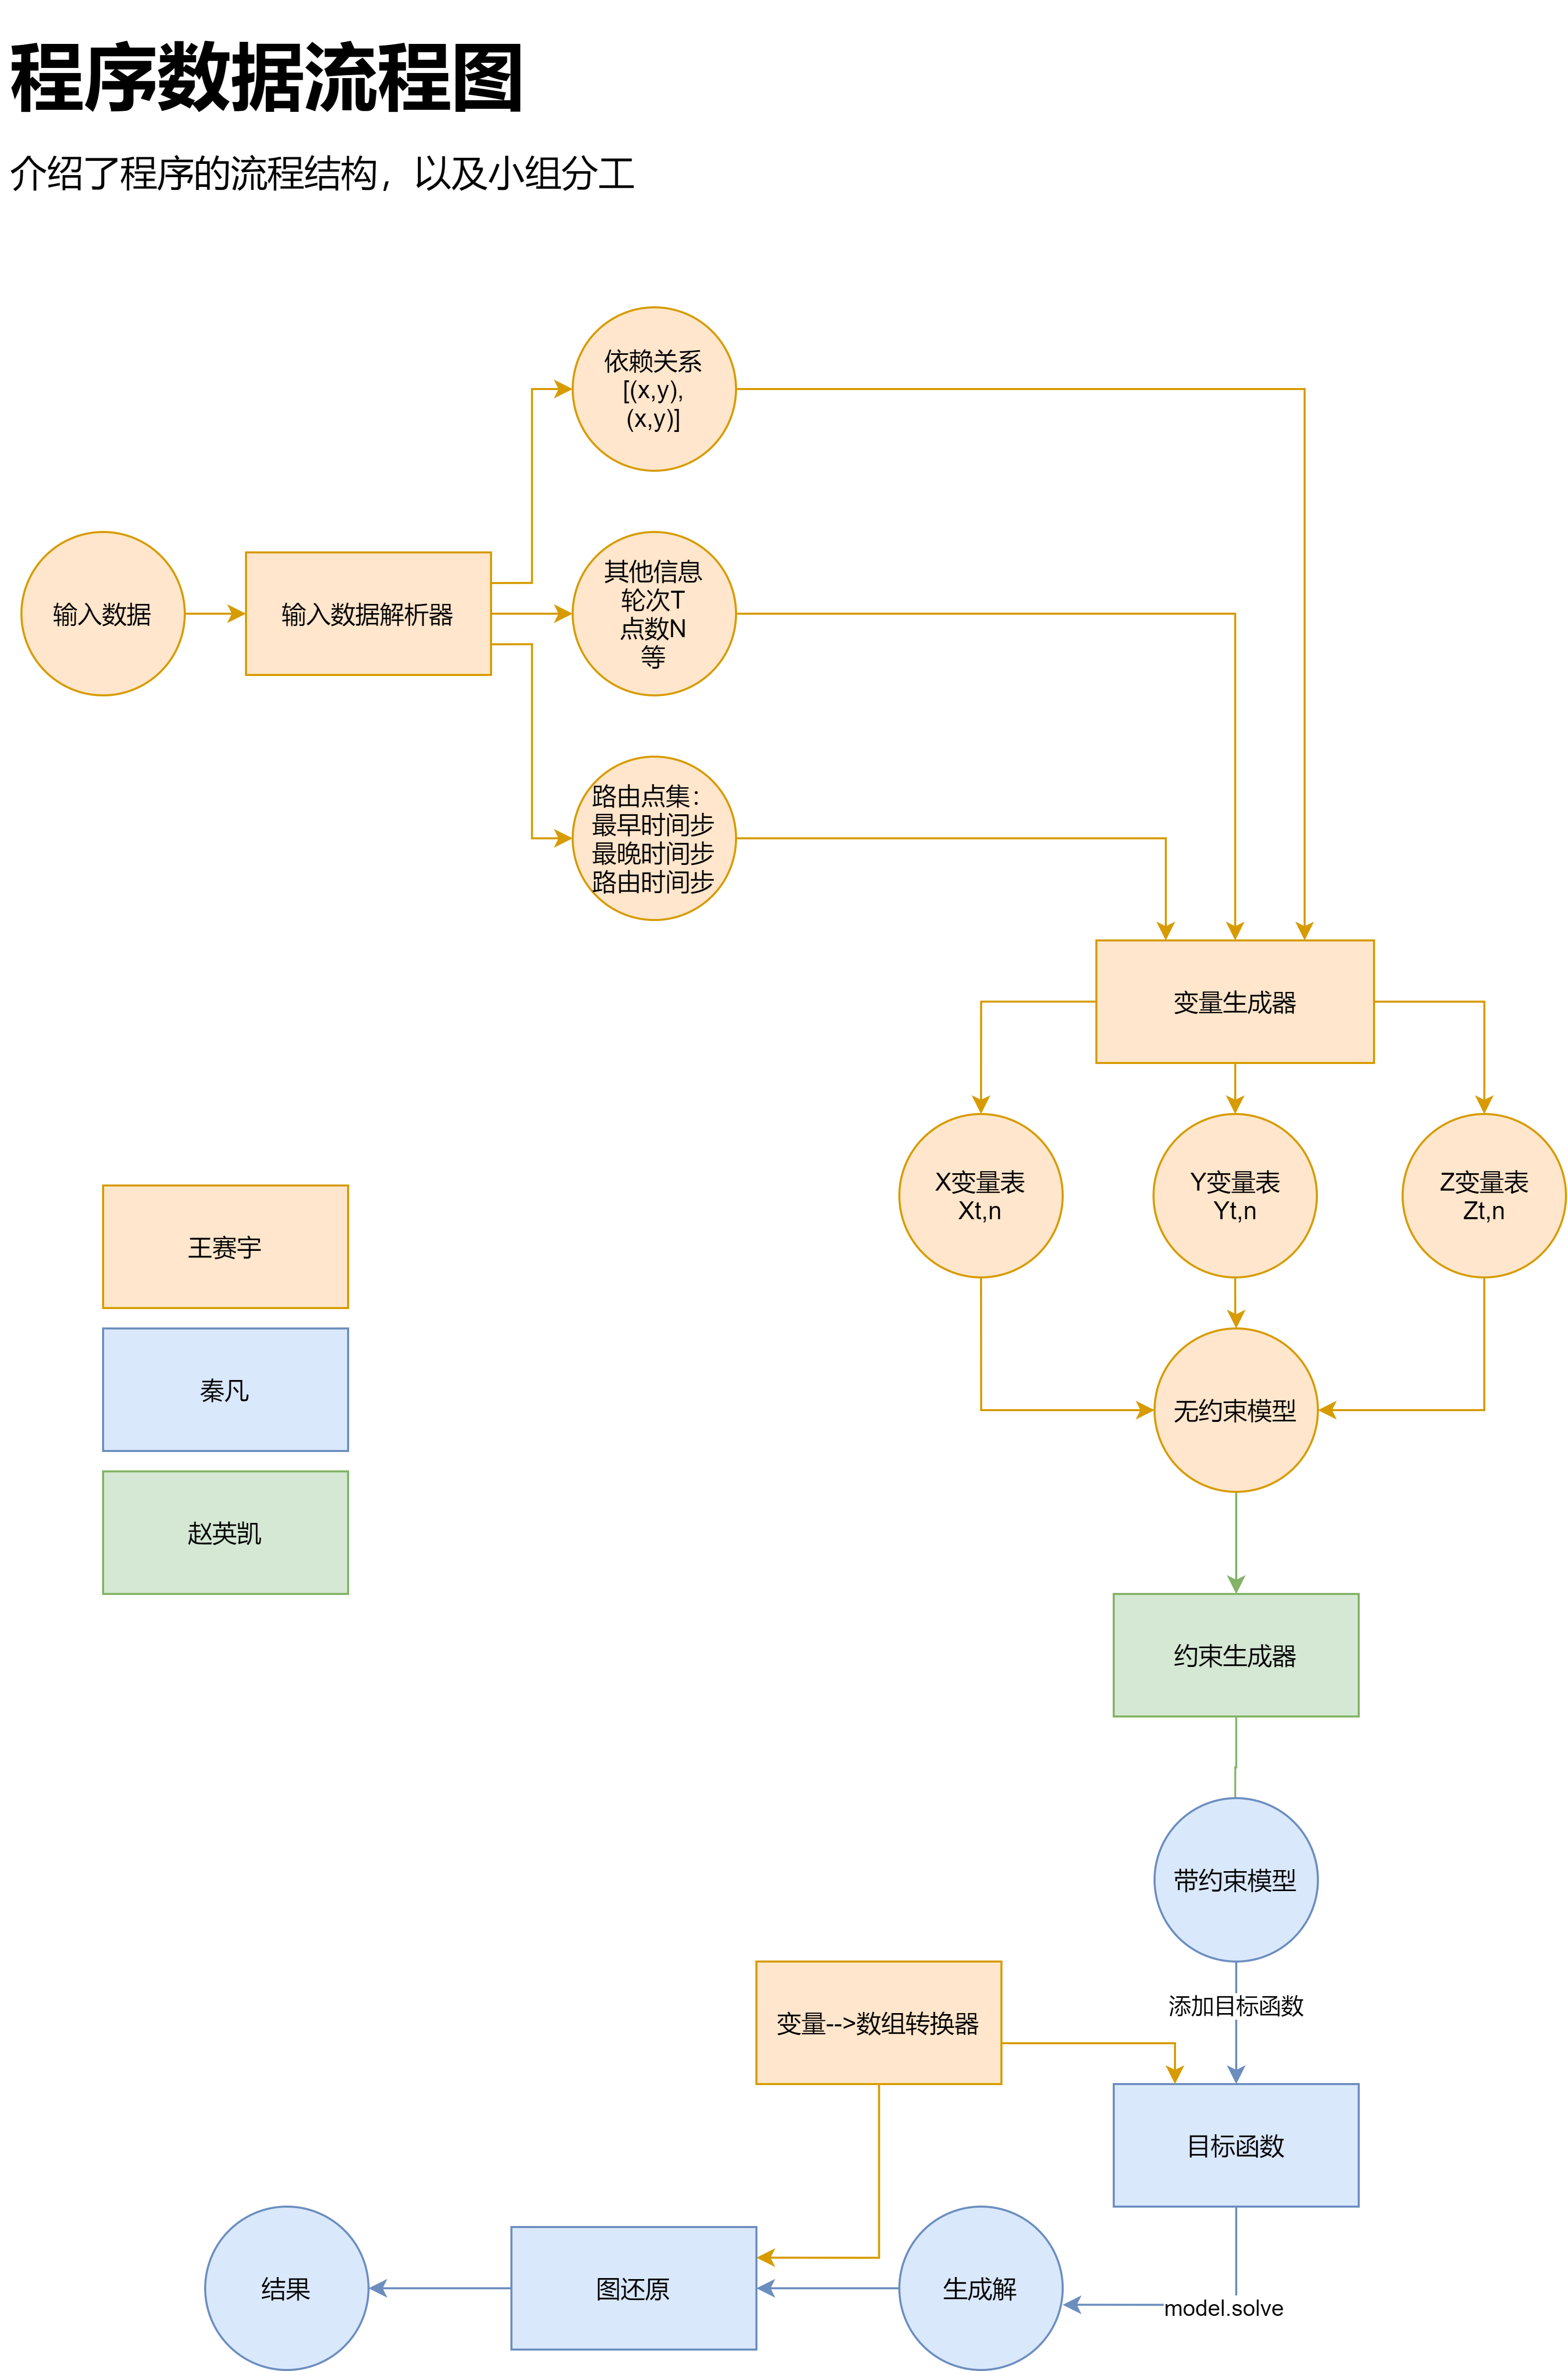 程序数据流程图
介绍了程序的流程结构，以及小组分工
依赖关系
[(x,y),
(x,y)]
输入数据
输入数据解析器
其他信息
轮次T
点数N
等
路由点集：
最早时间步
最晚时间步
路由时间步
变量生成器
X变量表
Xt,n
Y变量表
Yt,n
Z变量表
Zt,n
王赛宇
秦凡
赵英凯
无约束模型
约束生成器
带约束模型
添加目标函数
变量-->数组转换器
目标函数
model.solve
生成解
图还原
结果